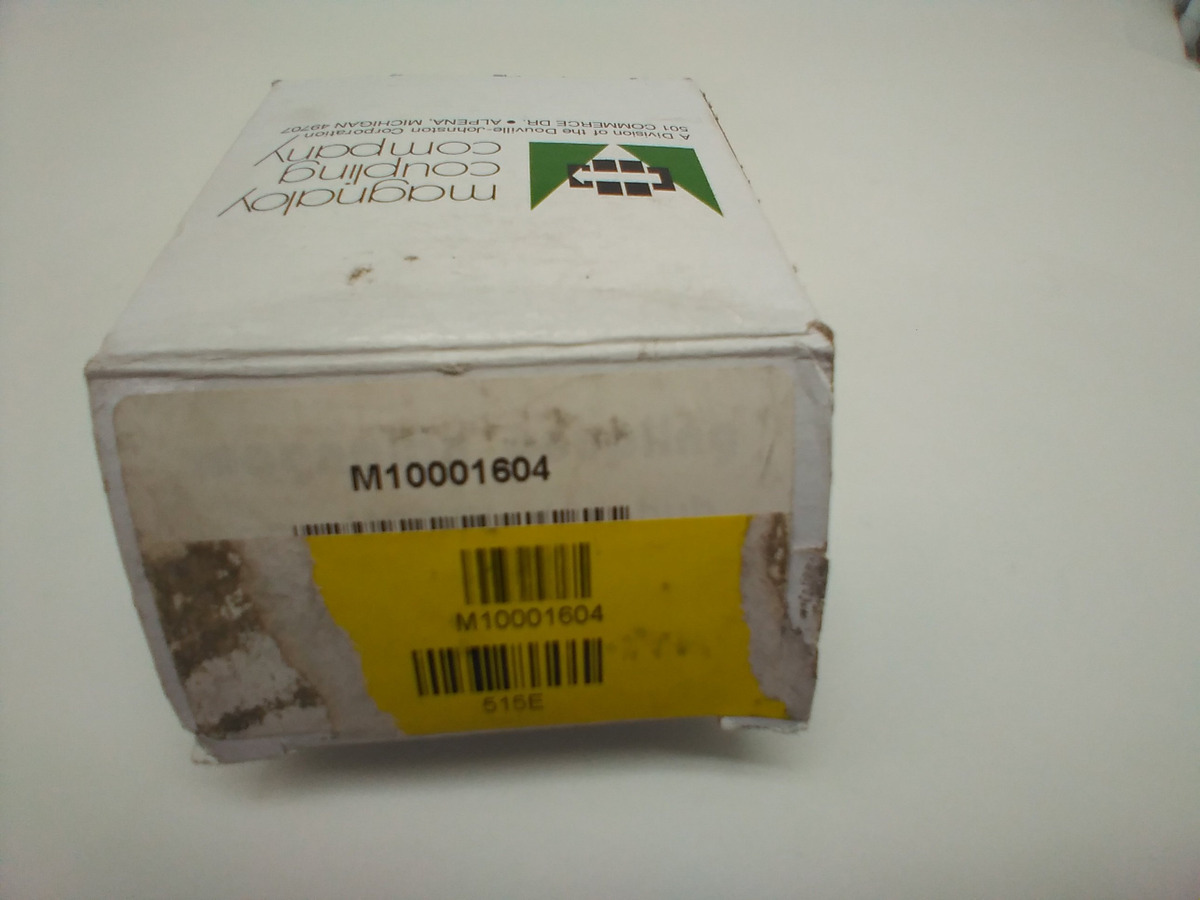 magnaloy
coupling
company
A Division of the Douville-Johnston Corporation
501 COMMERCE DR. • ALPENA, MICHIGAN 49707
M10001604
M10001604
515E